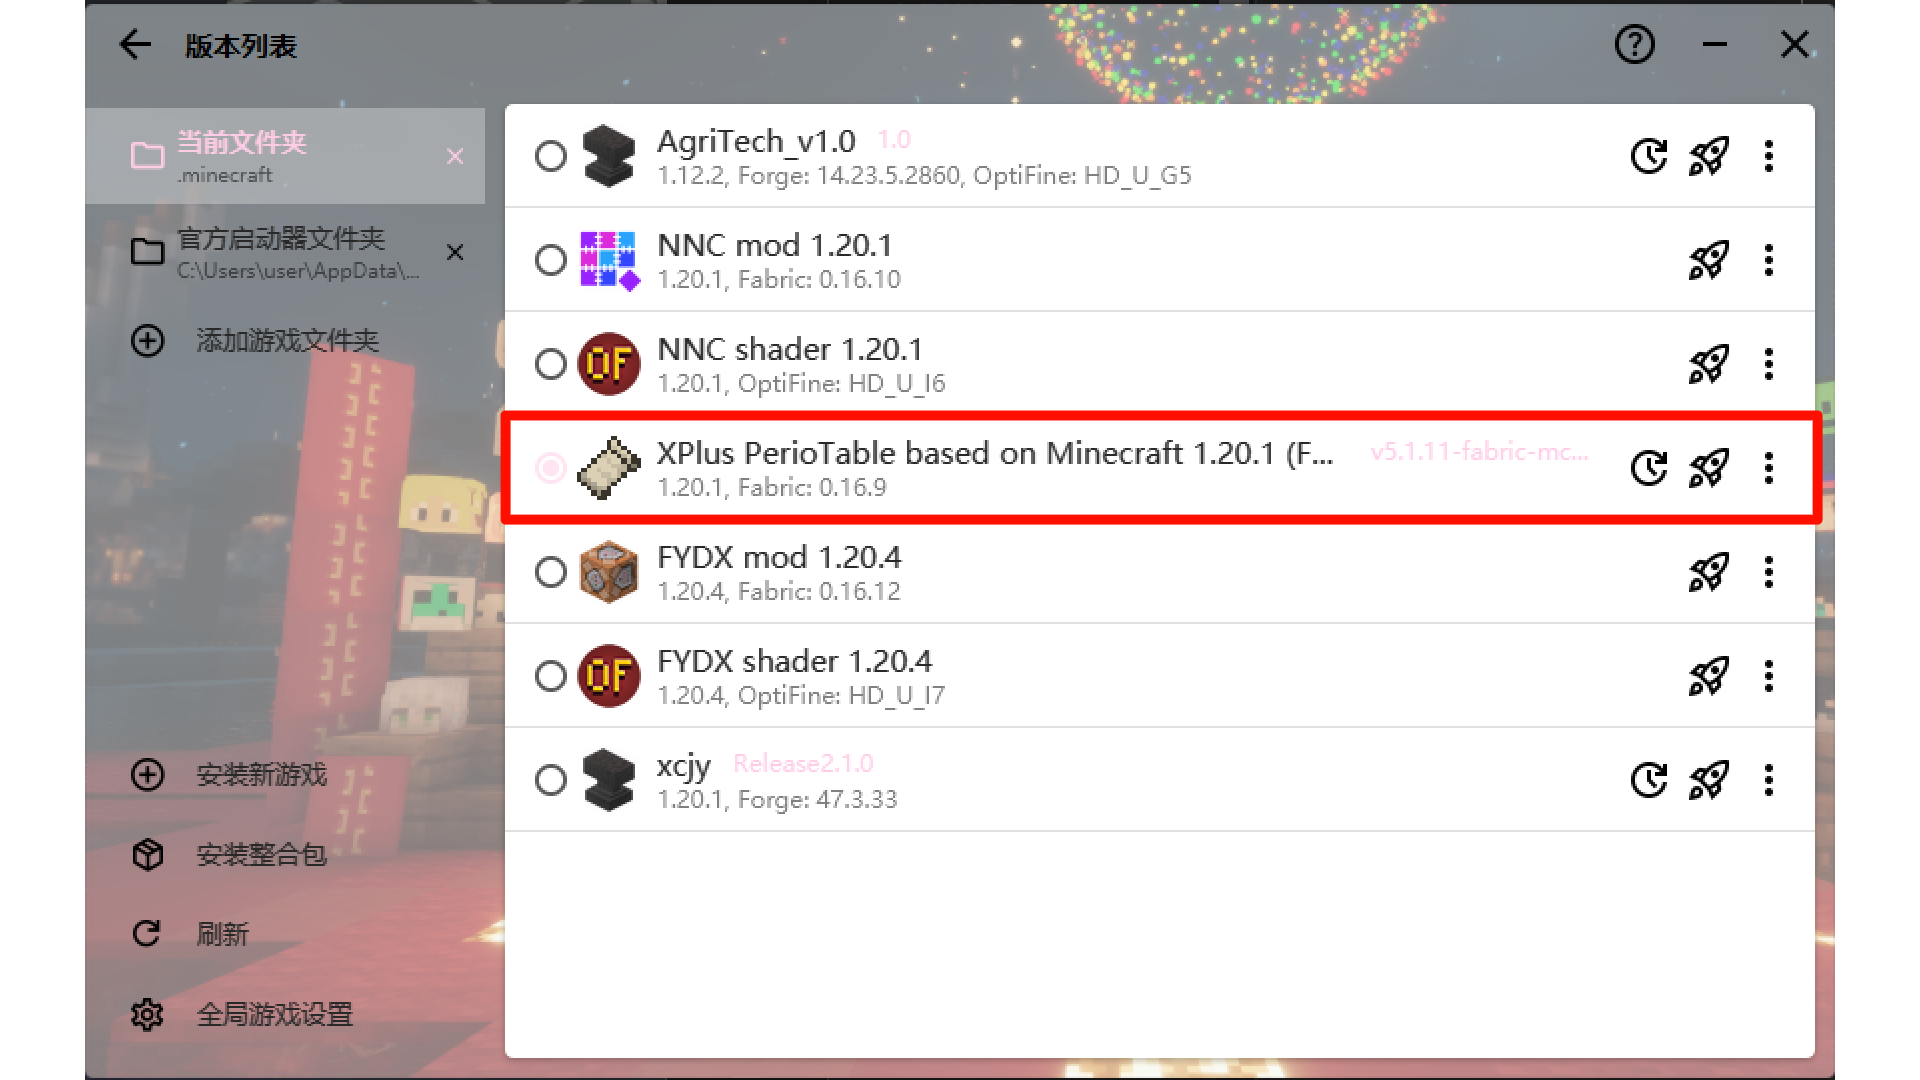 版本列表
当前文件夹
.minecraft
官方启动器文件夹
C:\Users\user\AppData\...
添加游戏文件夹
安装新游戏
安装整合包
刷新
全局游戏设置
AgriTech_v1.0 1.0
1.12.2, Forge: 14.23.5.2860, OptiFine: HD_U_G5
NNC mod 1.20.1
1.20.1, Fabric: 0.16.10
NNC shader 1.20.1
1.20.1, OptiFine: HD_U_I6
XPlus PerioTable based on Minecraft 1.20.1 (F... v5.1.11-fabric-mc...
1.20.1, Fabric: 0.16.9
FYDX mod 1.20.4
1.20.4, Fabric: 0.16.12
FYDX shader 1.20.4
1.20.4, OptiFine: HD_U_I7
xcjy Release2.1.0
1.20.1, Forge: 47.3.33